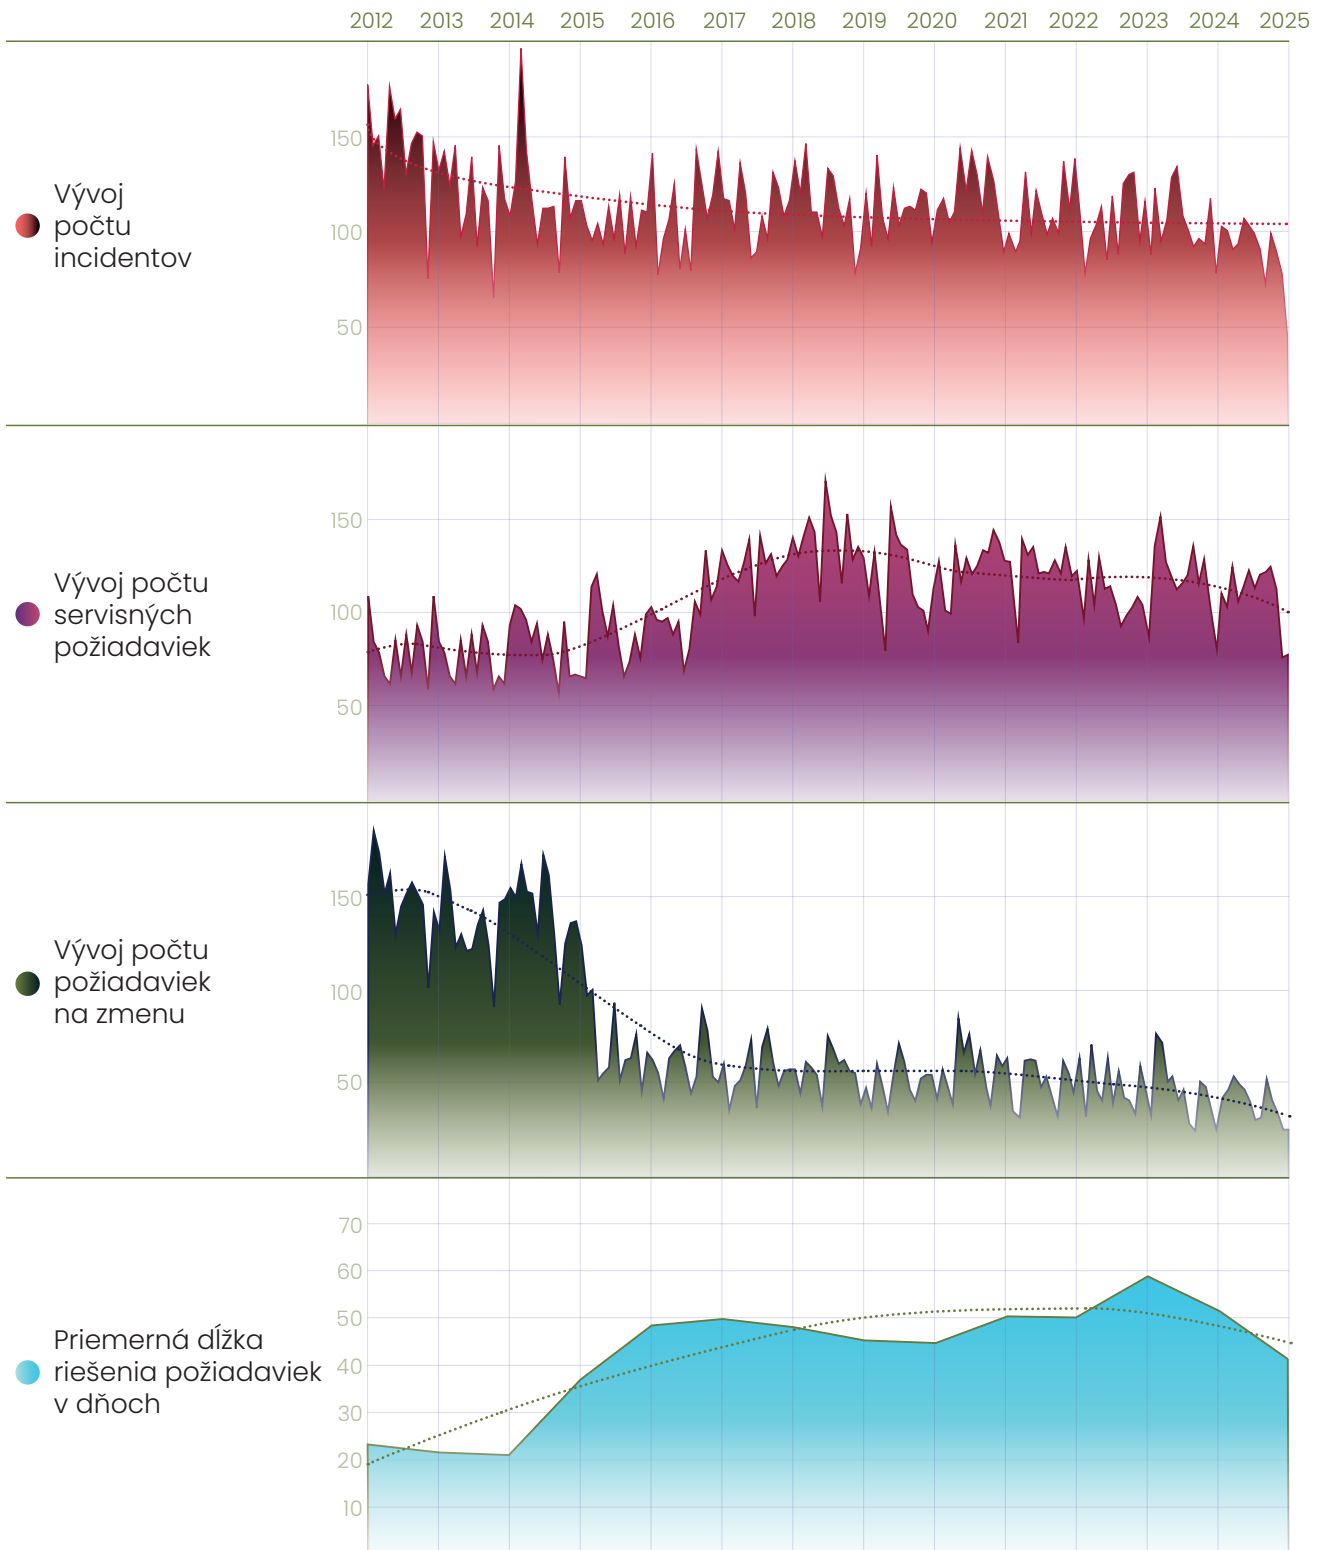 2012 2013 2014 2015 2016 2017 2018 2019 2020 2021 2022 2023 2024 2025
150
100
50
Vývoj
počtu
incidentov
150
100
50
Vývoj počtu
servisných
požiadaviek
150
100
50
Vývoj počtu
požiadaviek
na zmenu
70
60
50
40
30
20
10
Priemerná dĺžka
riešenia požiadaviek
v dňoch